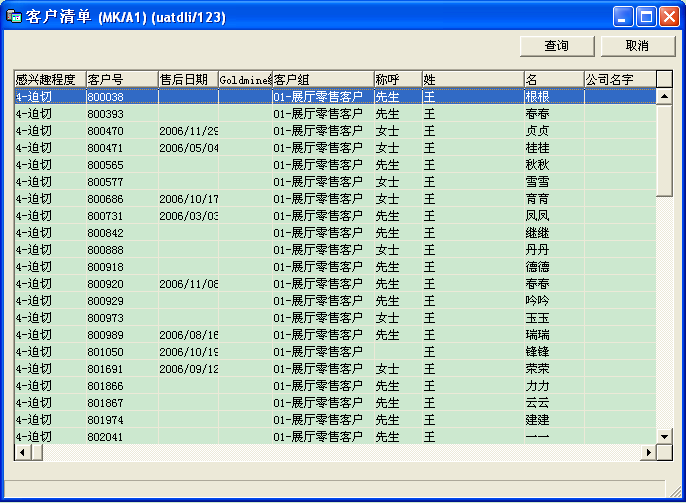 客户清单 (MK/A1) (uatdli/123)
查询 取消
感兴趣程度 客户号 售后日期 Goldmine 客户组 称呼 姓 名 公司名字
4-迫切 800038 01-展厅零售客户 先生 王 根根
4-迫切 800393 01-展厅零售客户 先生 王 春春
4-迫切 800470 2006/11/29 01-展厅零售客户 女士 王 贞贞
4-迫切 800471 2006/05/04 01-展厅零售客户 女士 王 桂桂
4-迫切 800565 01-展厅零售客户 先生 王 秋秋
4-迫切 800577 01-展厅零售客户 女士 王 雪雪
4-迫切 800686 2006/10/17 01-展厅零售客户 女士 王 育育
4-迫切 800731 2006/03/03 01-展厅零售客户 先生 王 凤凤
4-迫切 800842 01-展厅零售客户 先生 王 继继
4-迫切 800888 01-展厅零售客户 女士 王 丹丹
4-迫切 800918 01-展厅零售客户 先生 王 德德
4-迫切 800920 2006/11/08 01-展厅零售客户 先生 王 春春
4-迫切 800929 01-展厅零售客户 先生 王 吟吟
4-迫切 800973 01-展厅零售客户 女士 王 玉玉
4-迫切 800989 2006/08/16 01-展厅零售客户 先生 王 瑞瑞
4-迫切 801050 2006/10/19 01-展厅零售客户 王 锋锋
4-迫切 801691 2006/09/12 01-展厅零售客户 女士 王 荣荣
4-迫切 801866 01-展厅零售客户 先生 王 力力
4-迫切 801867 01-展厅零售客户 先生 王 云云
4-迫切 801974 01-展厅零售客户 先生 王 建建
4-迫切 802041 01-展厅零售客户 先生 王 一一